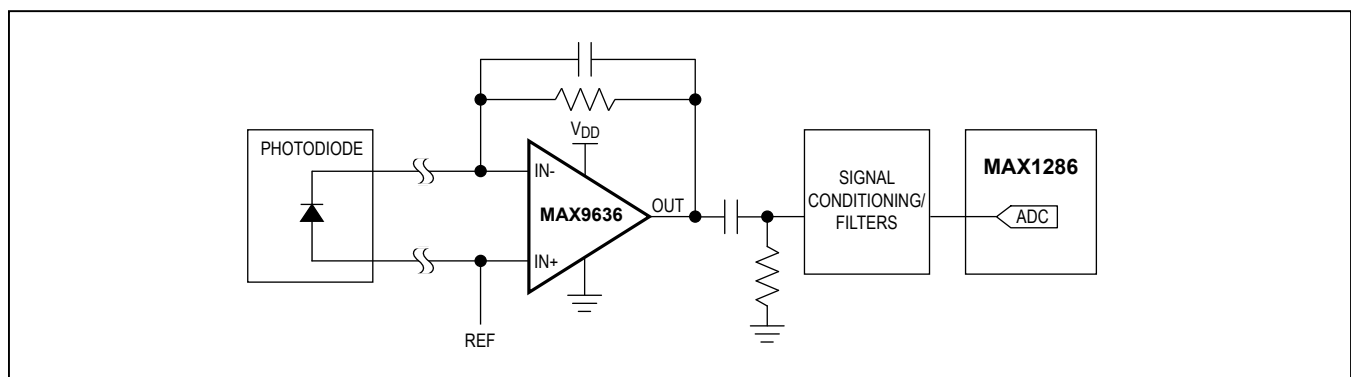 PHOTODIODE
VDD
IN-
MAX9636
OUT
IN+
REF
SIGNAL
CONDITIONING/
FILTERS
MAX1286
ADC